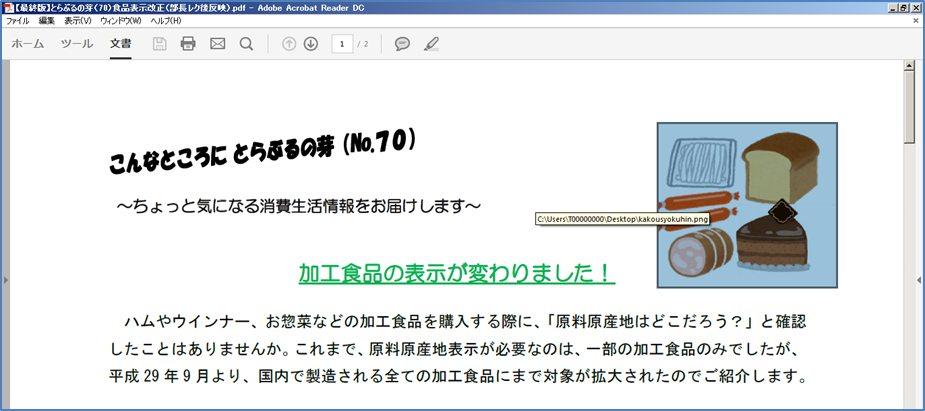 【最終版】とらぶるの芽(70)食品表示改正(部長レク後反映).pdf - Adobe Acrobat Reader DC
ファイル 編集 表示(V) ウィンドウ(W) ヘルプ(H)
ホーム ツール 文書 1 / 2
こんなところに とらぶるの芽 (No.70)
～ちょっと気になる消費生活情報をお届けします～
C:\Users\T00000000\Desktop\kakousyokuhin.png
加工食品の表示が変わりました！
ハムやウインナー、お惣菜などの加工食品を購入する際に、「原料原産地はどこだろう？」と確認
したことはありませんか。これまで、原料原産地表示が必要なのは、一部の加工食品のみでしたが、
平成 29 年 9 月より、国内で製造される全ての加工食品にまで対象が拡大されたのでご紹介します。